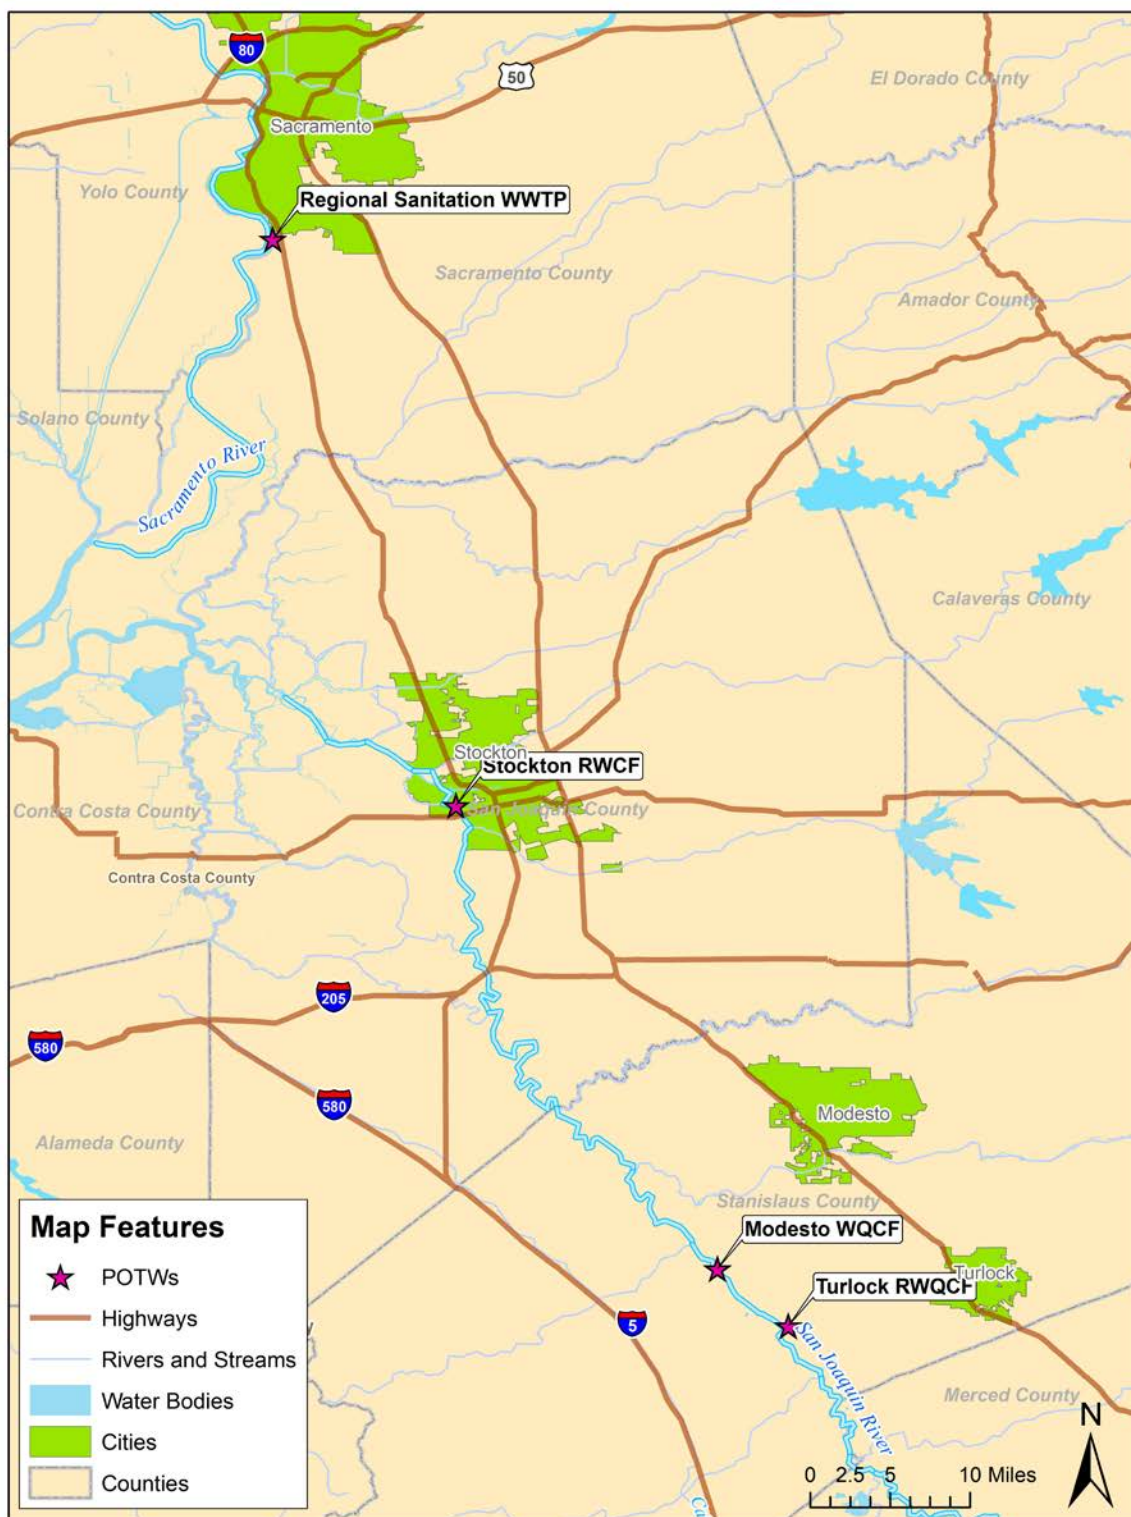 80
50
El Dorado County
Sacramento
Yolo County
Regional Sanitation WWTP
Sacramento County
Amador County
Solano County
Sacramento River
Calaveras County
Stockton
Stockton RWCF
San Joaquin County
Contra Costa County
Contra Costa County
205
580
580
Modesto
Alameda County
Stanislaus County
Modesto WQCF
Turlock
Turlock RWQCF
5
San Joaquin River
Merced County
Ca
Map Features
POTWs
Highways
Rivers and Streams
Water Bodies
Cities
Counties
N
0 2.5 5 10 Miles